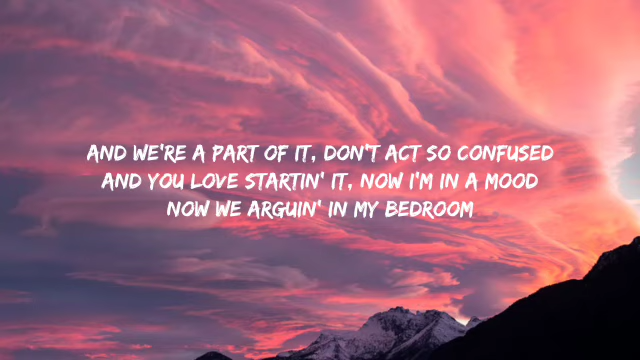 AND WE'RE A PART OF IT, DON'T ACT SO CONFUSED
AND YOU LOVE STARTIN' IT, NOW I'M IN A MOOD
NOW WE ARGUIN' IN MY BEDROOM